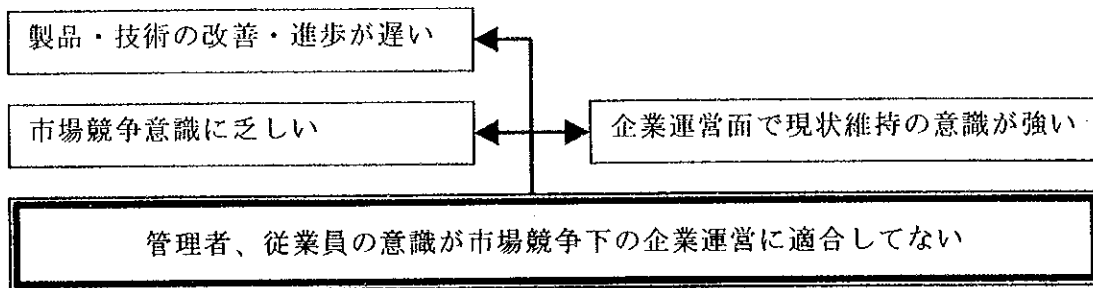 製品・技術の改善・進歩が遅い
市場競争意識に乏しい
企業運営面で現状維持の意識が強い
管理者、従業員の意識が市場競争下の企業運営に適合してない